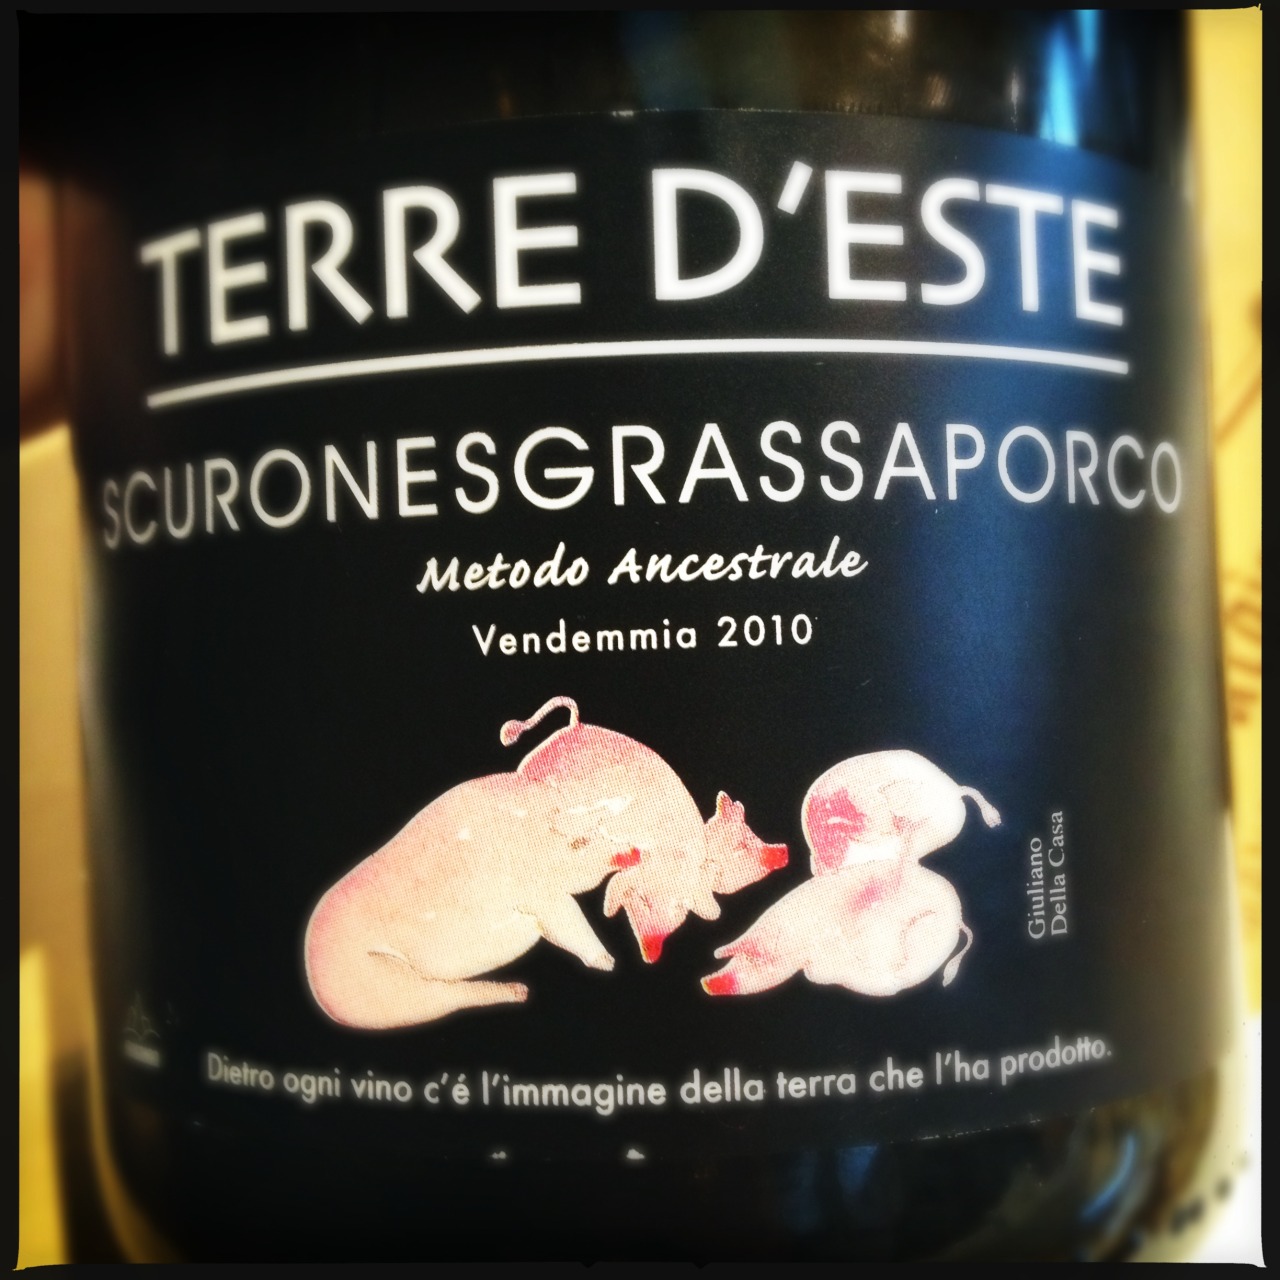 TERRE D'ESTE
SCURONESGRASSAPORCO
Metodo Ancestrale
Vendemmia 2010
Giuliano
Della Casa
Dietro ogni vino c'é l'immagine della terra che l'ha prodotto.